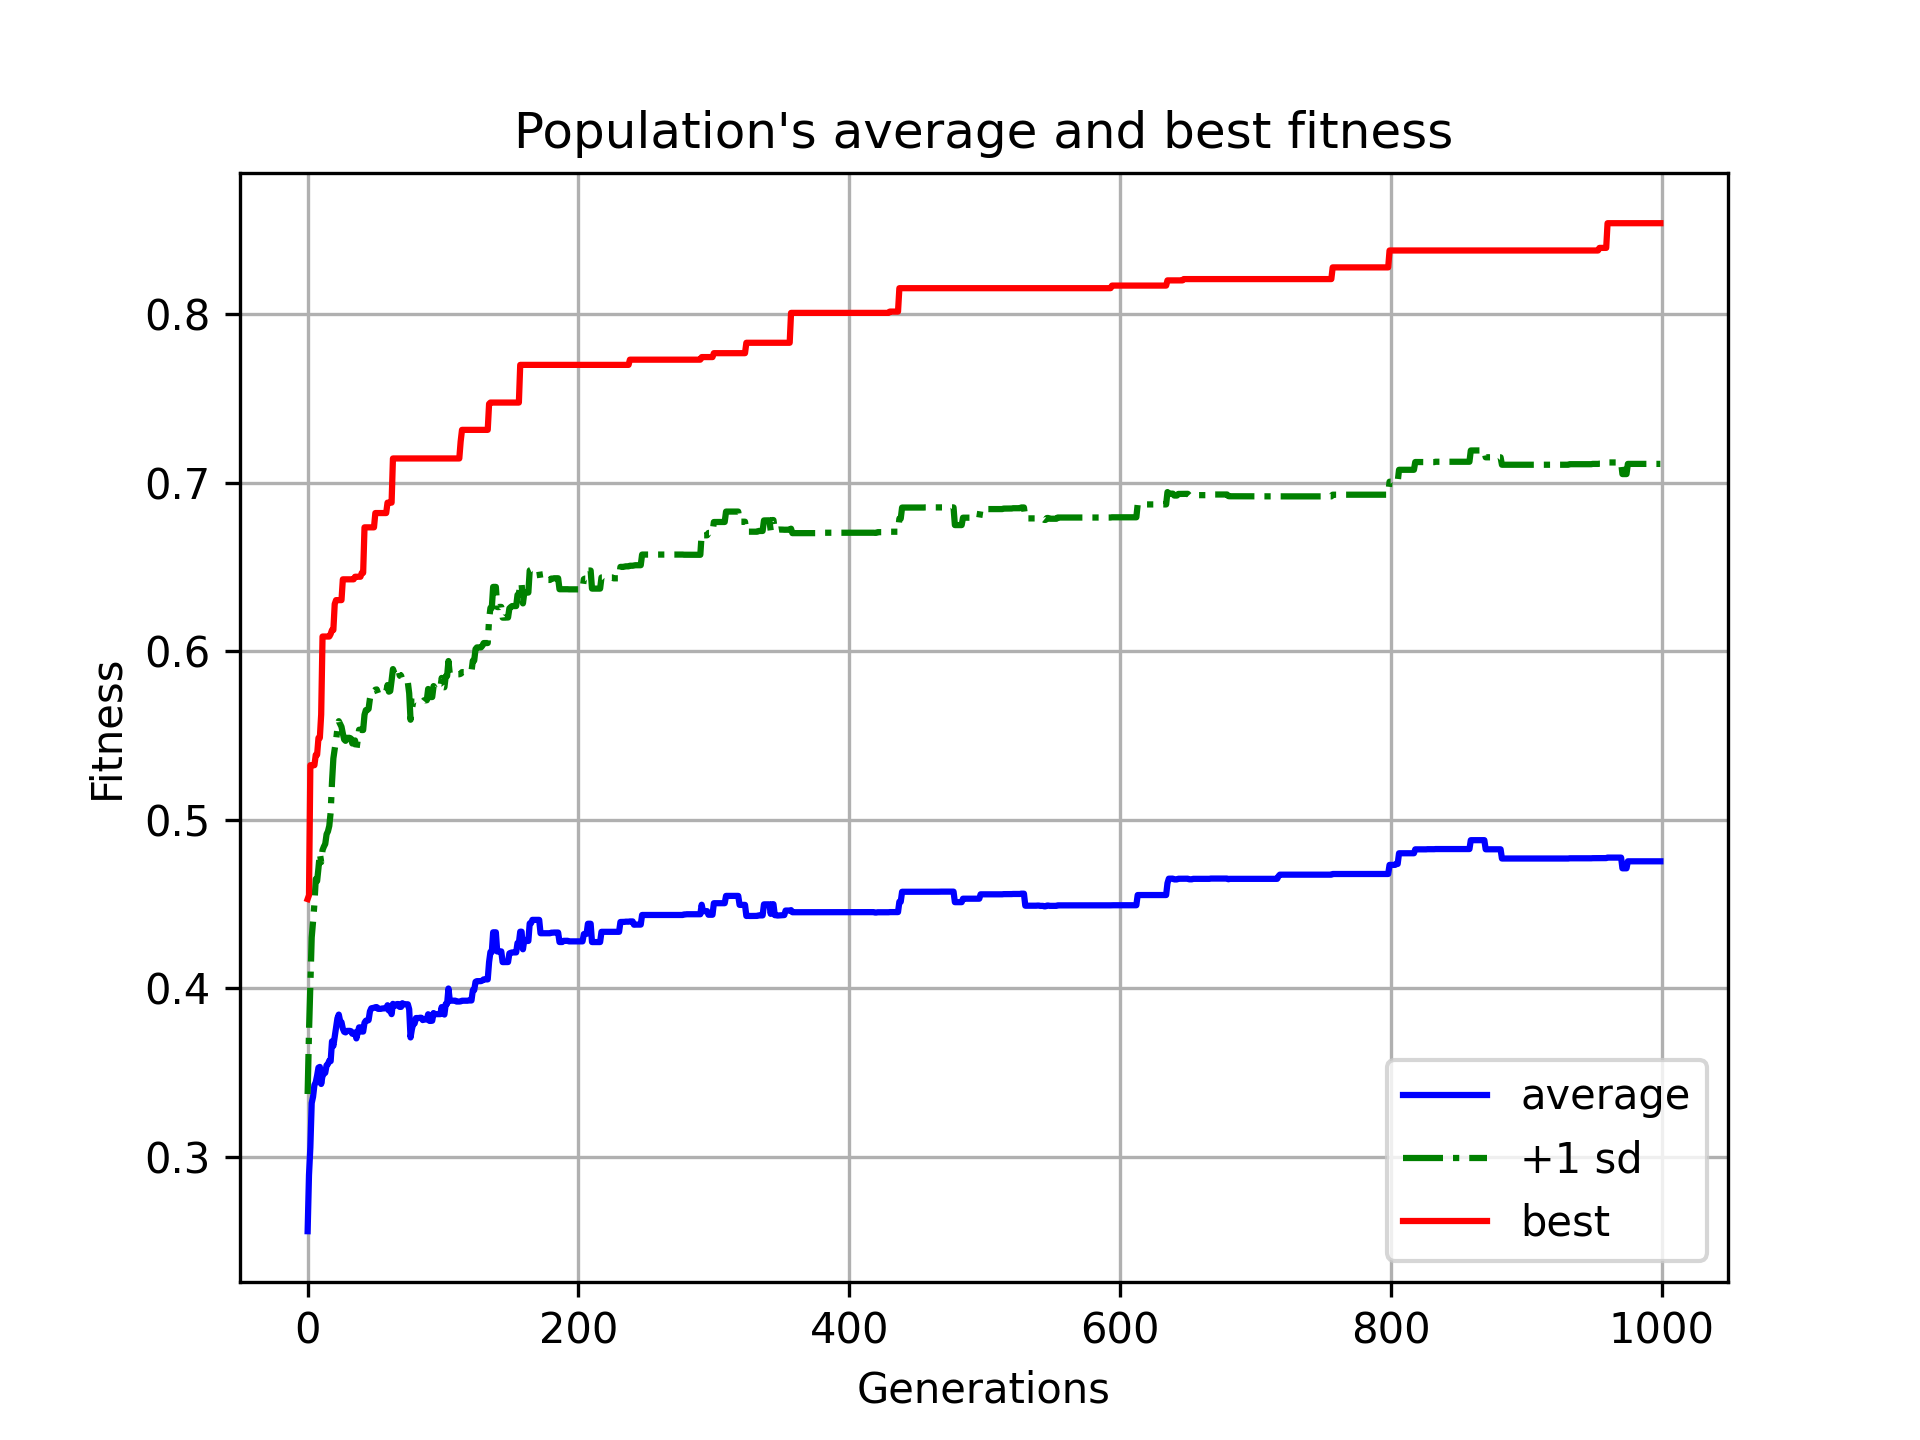 Population's average and best fitness
Fitness
0.8
0.7
0.6
0.5
0.4
0.3
0 200 400 600 800 1000
Generations
average
+1 sd
best